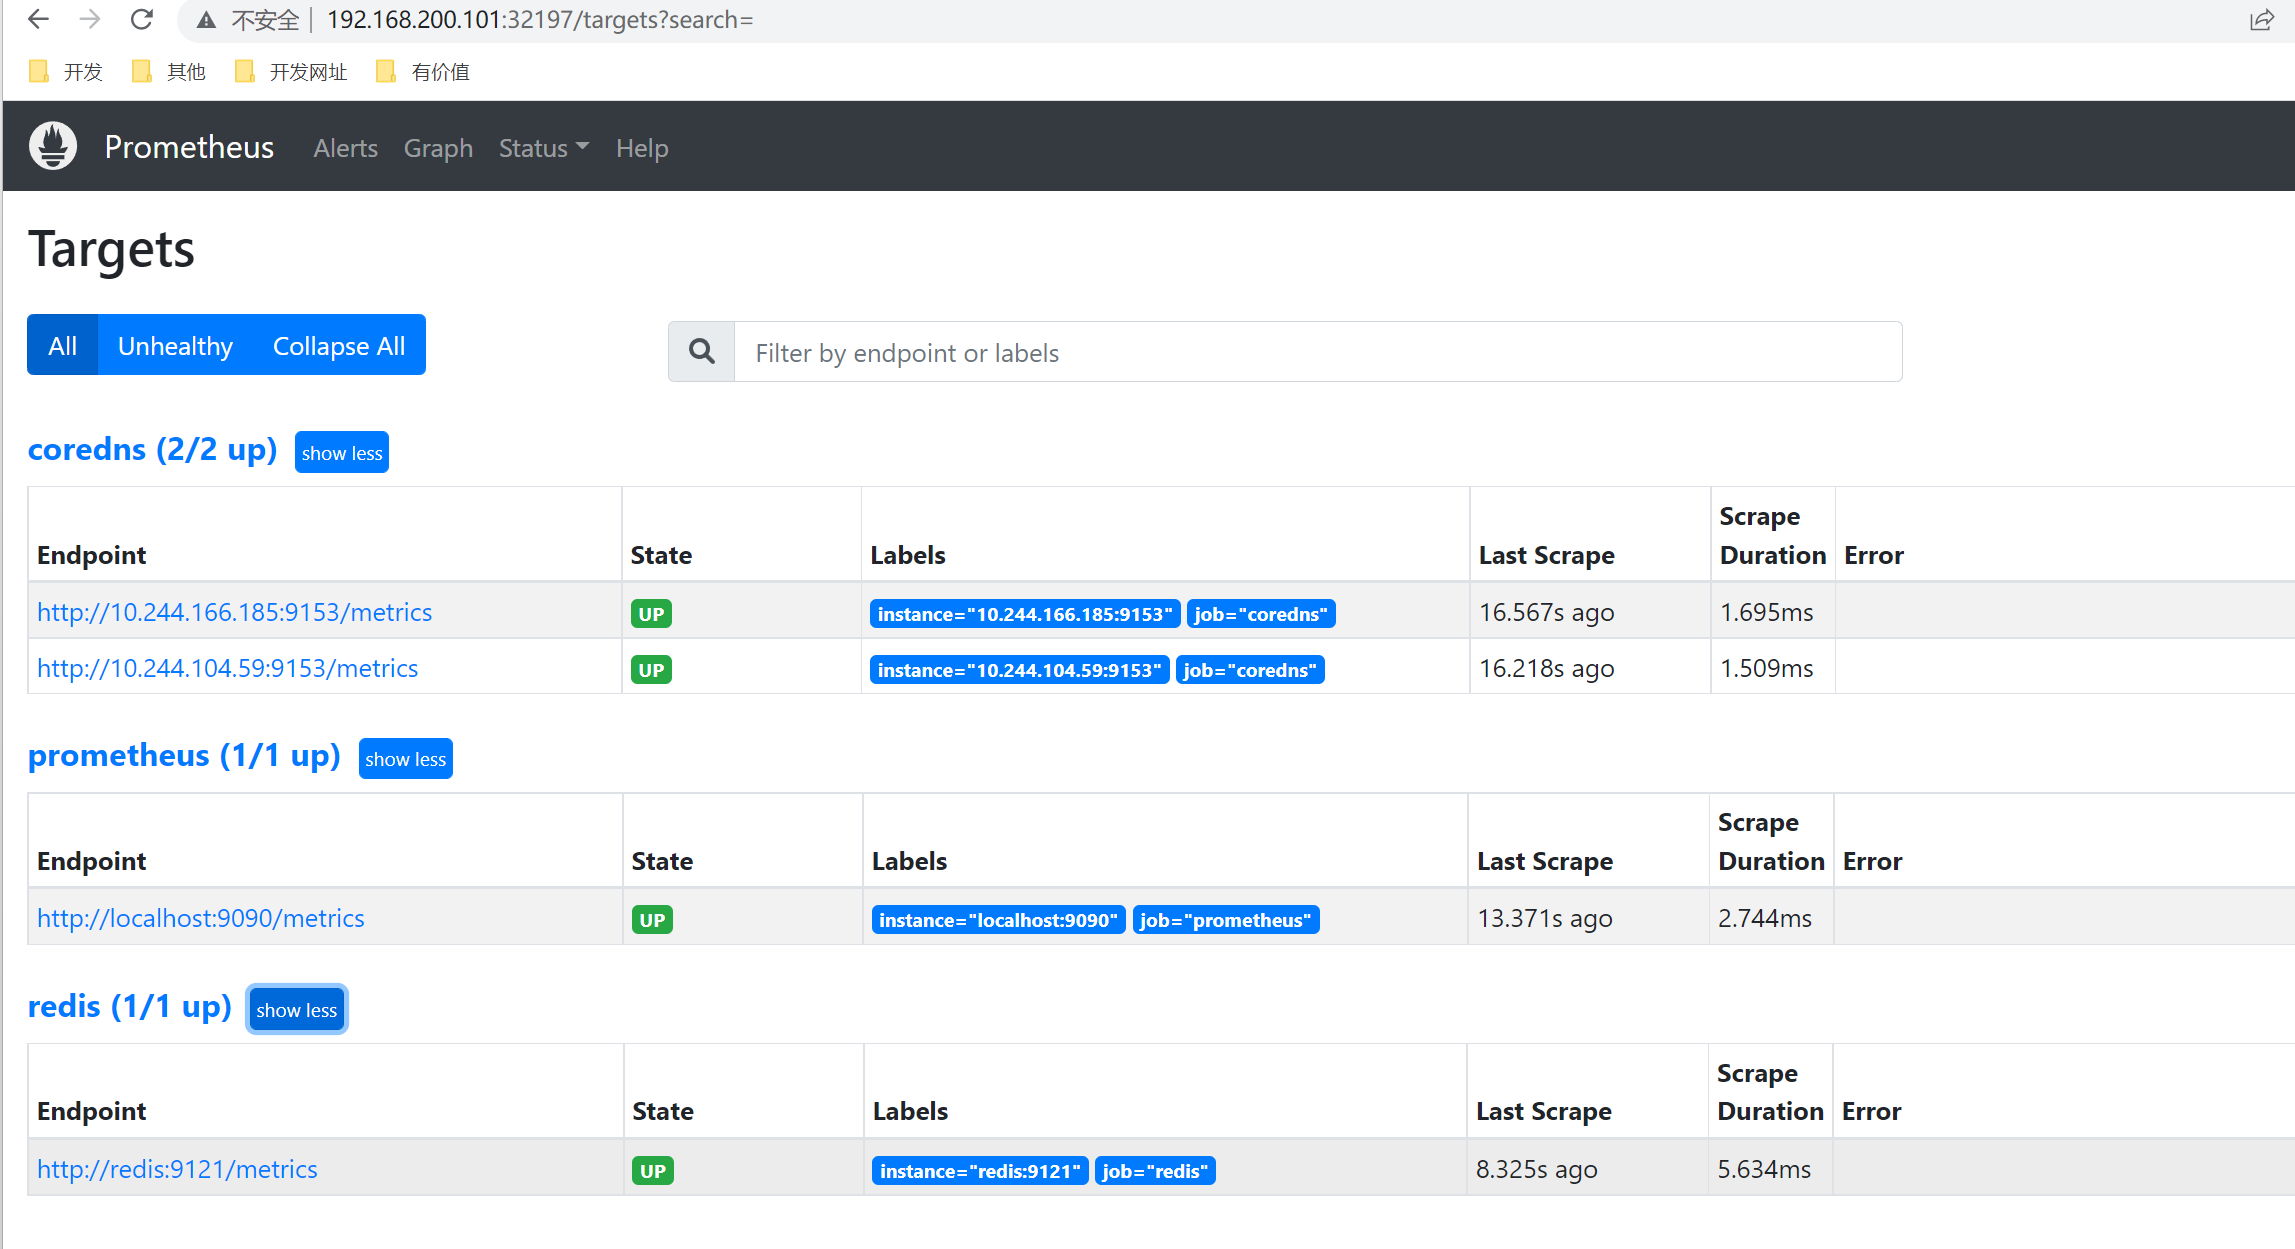 不安全 192.168.200.101:32197/targets?search=
开发 其他 开发网址 有价值
Prometheus Alerts Graph Status Help
Targets
All Unhealthy Collapse All Filter by endpoint or labels
coredns (2/2 up) show less
Endpoint State Labels Last Scrape Scrape Duration Error
http://10.244.166.185:9153/metrics UP instance="10.244.166.185:9153" job="coredns" 16.567s ago 1.695ms
http://10.244.104.59:9153/metrics UP instance="10.244.104.59:9153" job="coredns" 16.218s ago 1.509ms
prometheus (1/1 up) show less
Endpoint State Labels Last Scrape Scrape Duration Error
http://localhost:9090/metrics UP instance="localhost:9090" job="prometheus" 13.371s ago 2.744ms
redis (1/1 up) show less
Endpoint State Labels Last Scrape Scrape Duration Error
http://redis:9121/metrics UP instance="redis:9121" job="redis" 8.325s ago 5.634ms